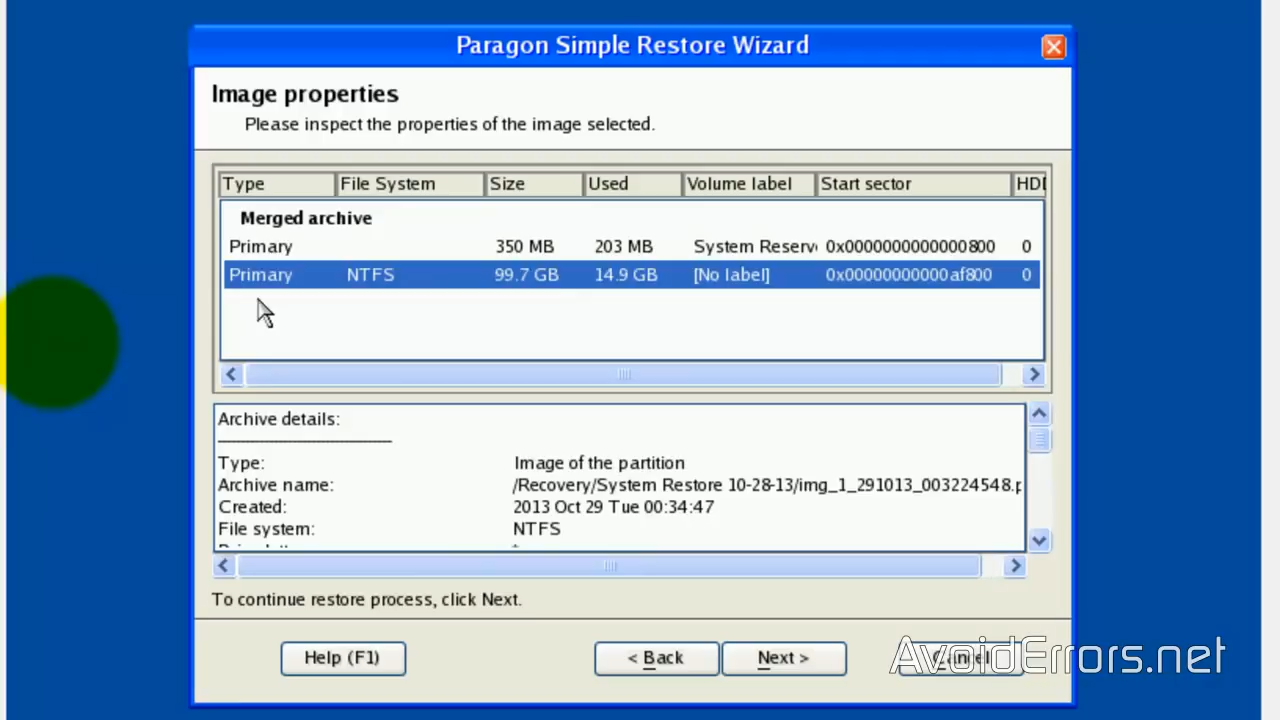 Paragon Simple Restore Wizard
Image properties
Please inspect the properties of the image selected.
Type File System Size Used Volume label Start sector HDI
Merged archive
Primary 350 MB 203 MB System Reserv 0x0000000000000800 0
Primary NTFS 99.7 GB 14.9 GB [No label] 0x00000000000af800 0
Archive details:
Type: Image of the partition
Archive name: /Recovery/System Restore 10-28-13/img_1_291013_003224548.p
Created: 2013 Oct 29 Tue 00:34:47
File system: NTFS
To continue restore process, click Next.
Help (F1) < Back Next > Cancel
AvoidErrors.net